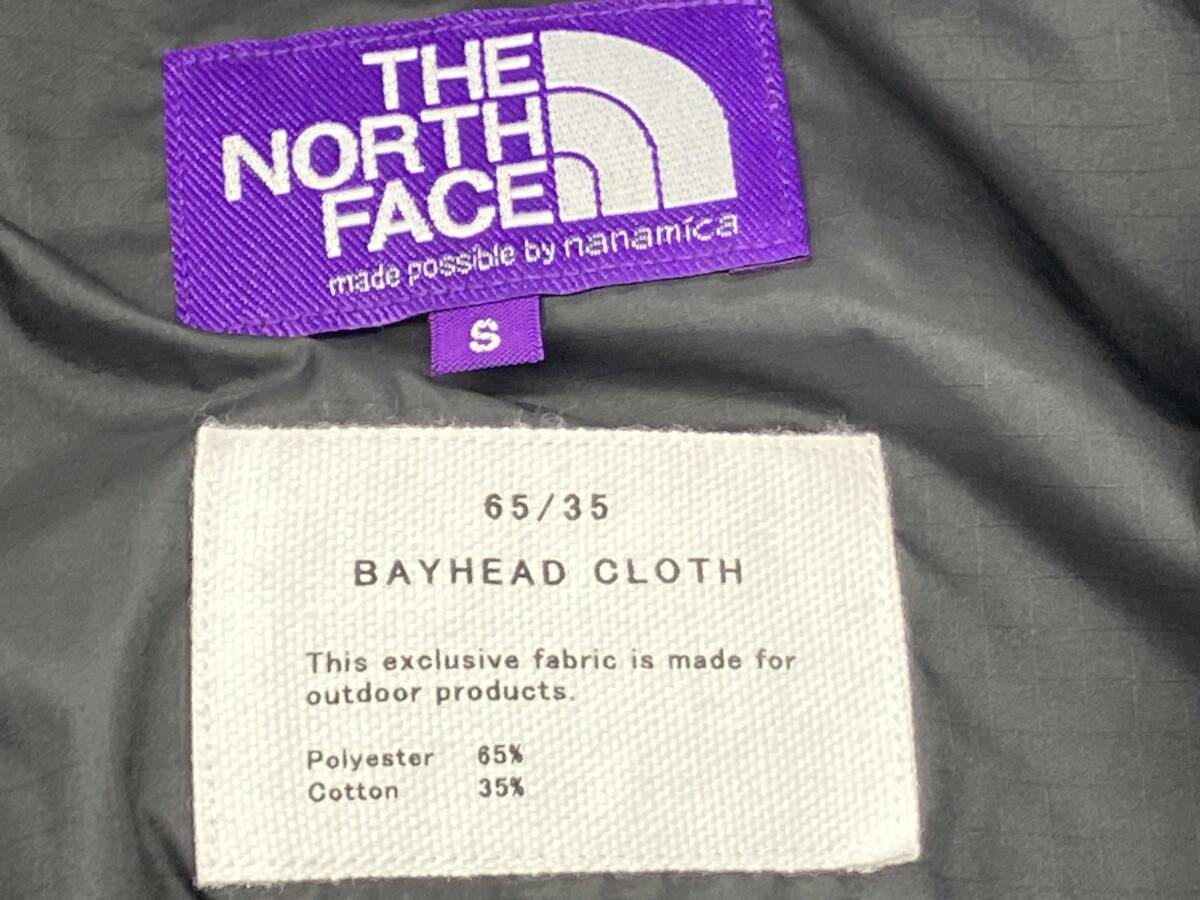 THE
NORTH
FACE
made possible by nanamica
S
65/35
BAYHEAD CLOTH
This exclusive fabric is made for
outdoor products.
Polyester 65%
Cotton 35%